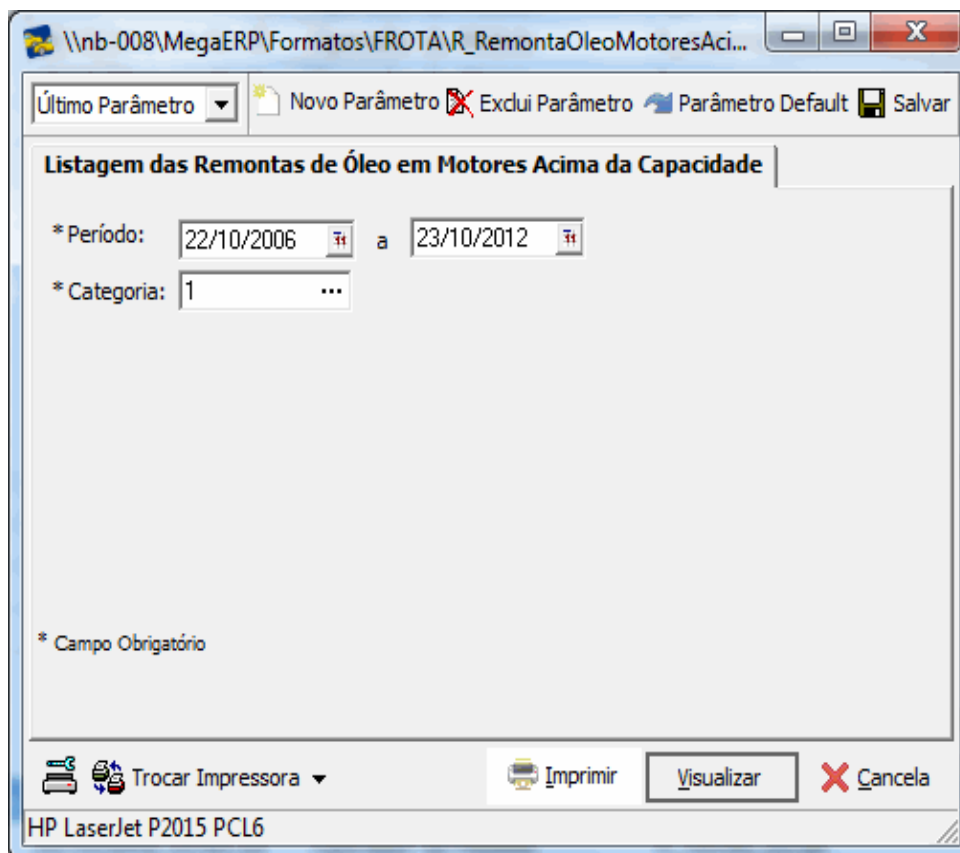 \\nb-008\MegaERP\Formatos\FROTA\R_RemontaOleoMotoresAci...
Último Parâmetro Novo Parâmetro Exclui Parâmetro Parâmetro Default Salvar
Listagem das Remontas de Óleo em Motores Acima da Capacidade
* Período: 22/10/2006 a 23/10/2012
* Categoria: 1 ...
* Campo Obrigatório
Trocar Impressora Imprimir Visualizar Cancela
HP LaserJet P2015 PCL6